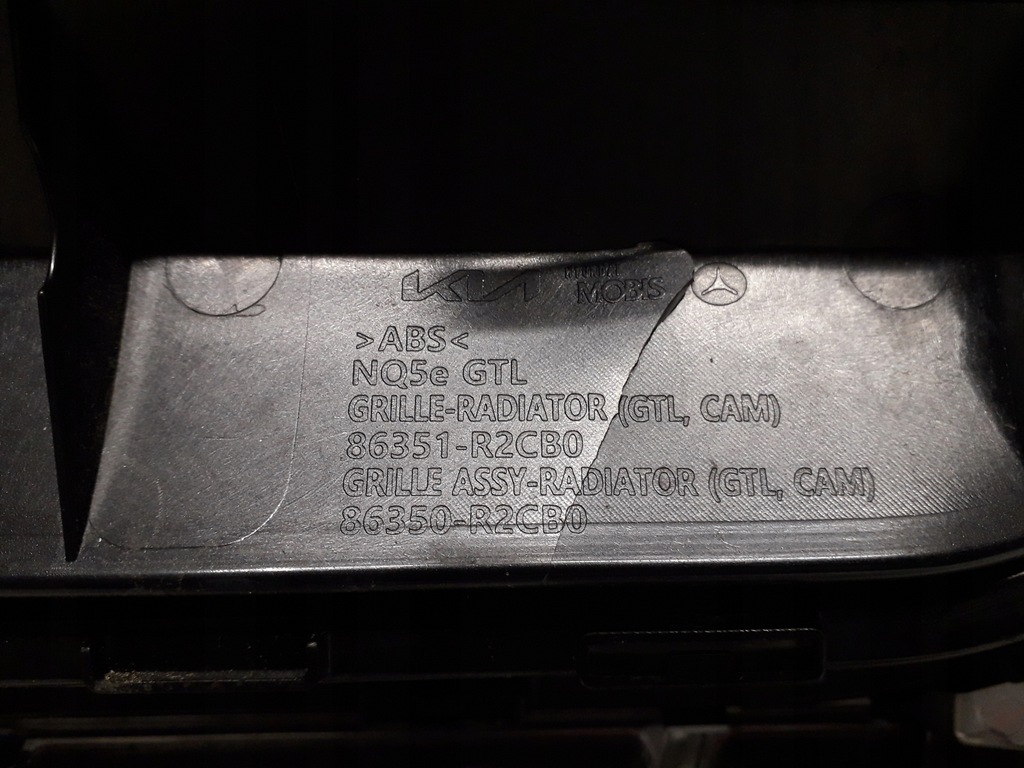 KIA MOBIS
>ABS<
NQ5e GTL
GRILLE-RADIATOR (GTL, CAM)
86351-R2CB0
GRILLE ASSY-RADIATOR (GTL, CAM)
86350-R2CB0